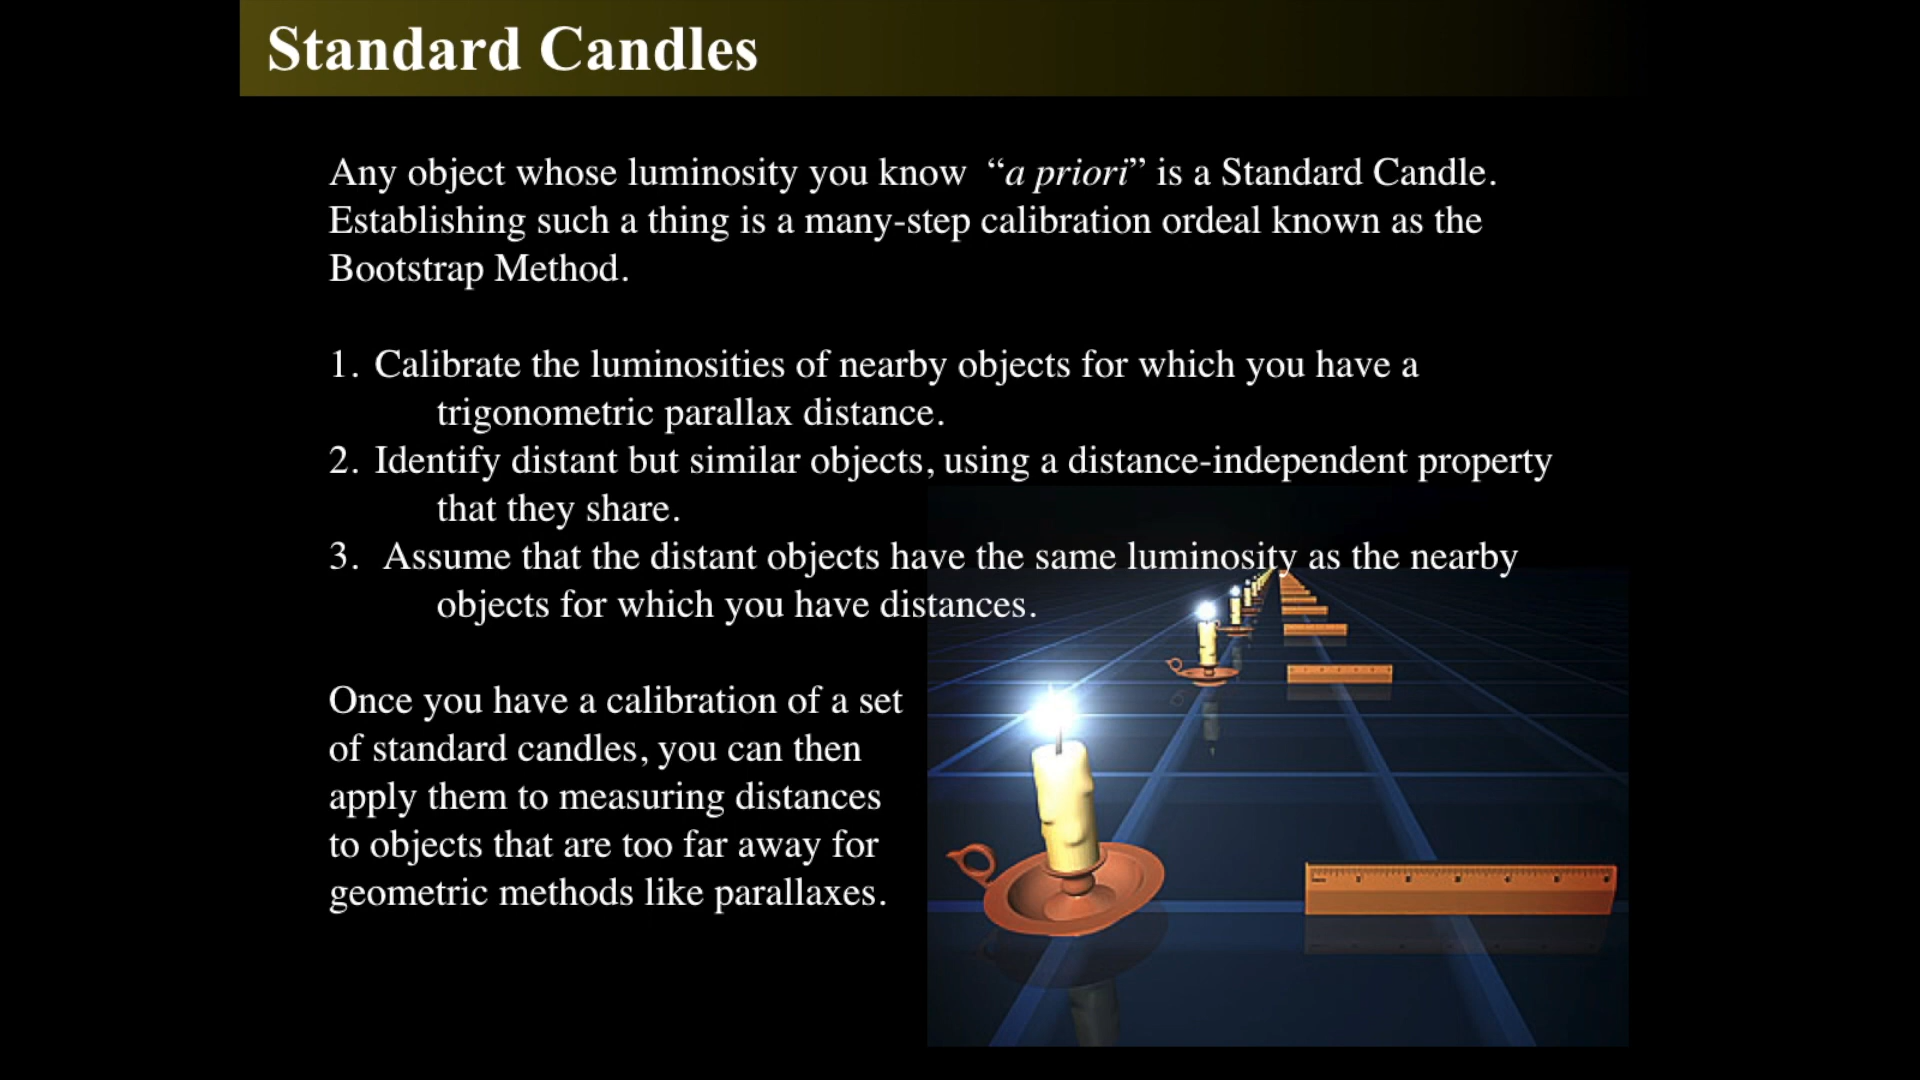 Standard Candles
Any object whose luminosity you know “a priori” is a Standard Candle.
Establishing such a thing is a many-step calibration ordeal known as the
Bootstrap Method.
1. Calibrate the luminosities of nearby objects for which you have a
trigonometric parallax distance.
2. Identify distant but similar objects, using a distance-independent property
that they share.
3. Assume that the distant objects have the same luminosity as the nearby
objects for which you have distances.
Once you have a calibration of a set
of standard candles, you can then
apply them to measuring distances
to objects that are too far away for
geometric methods like parallaxes.